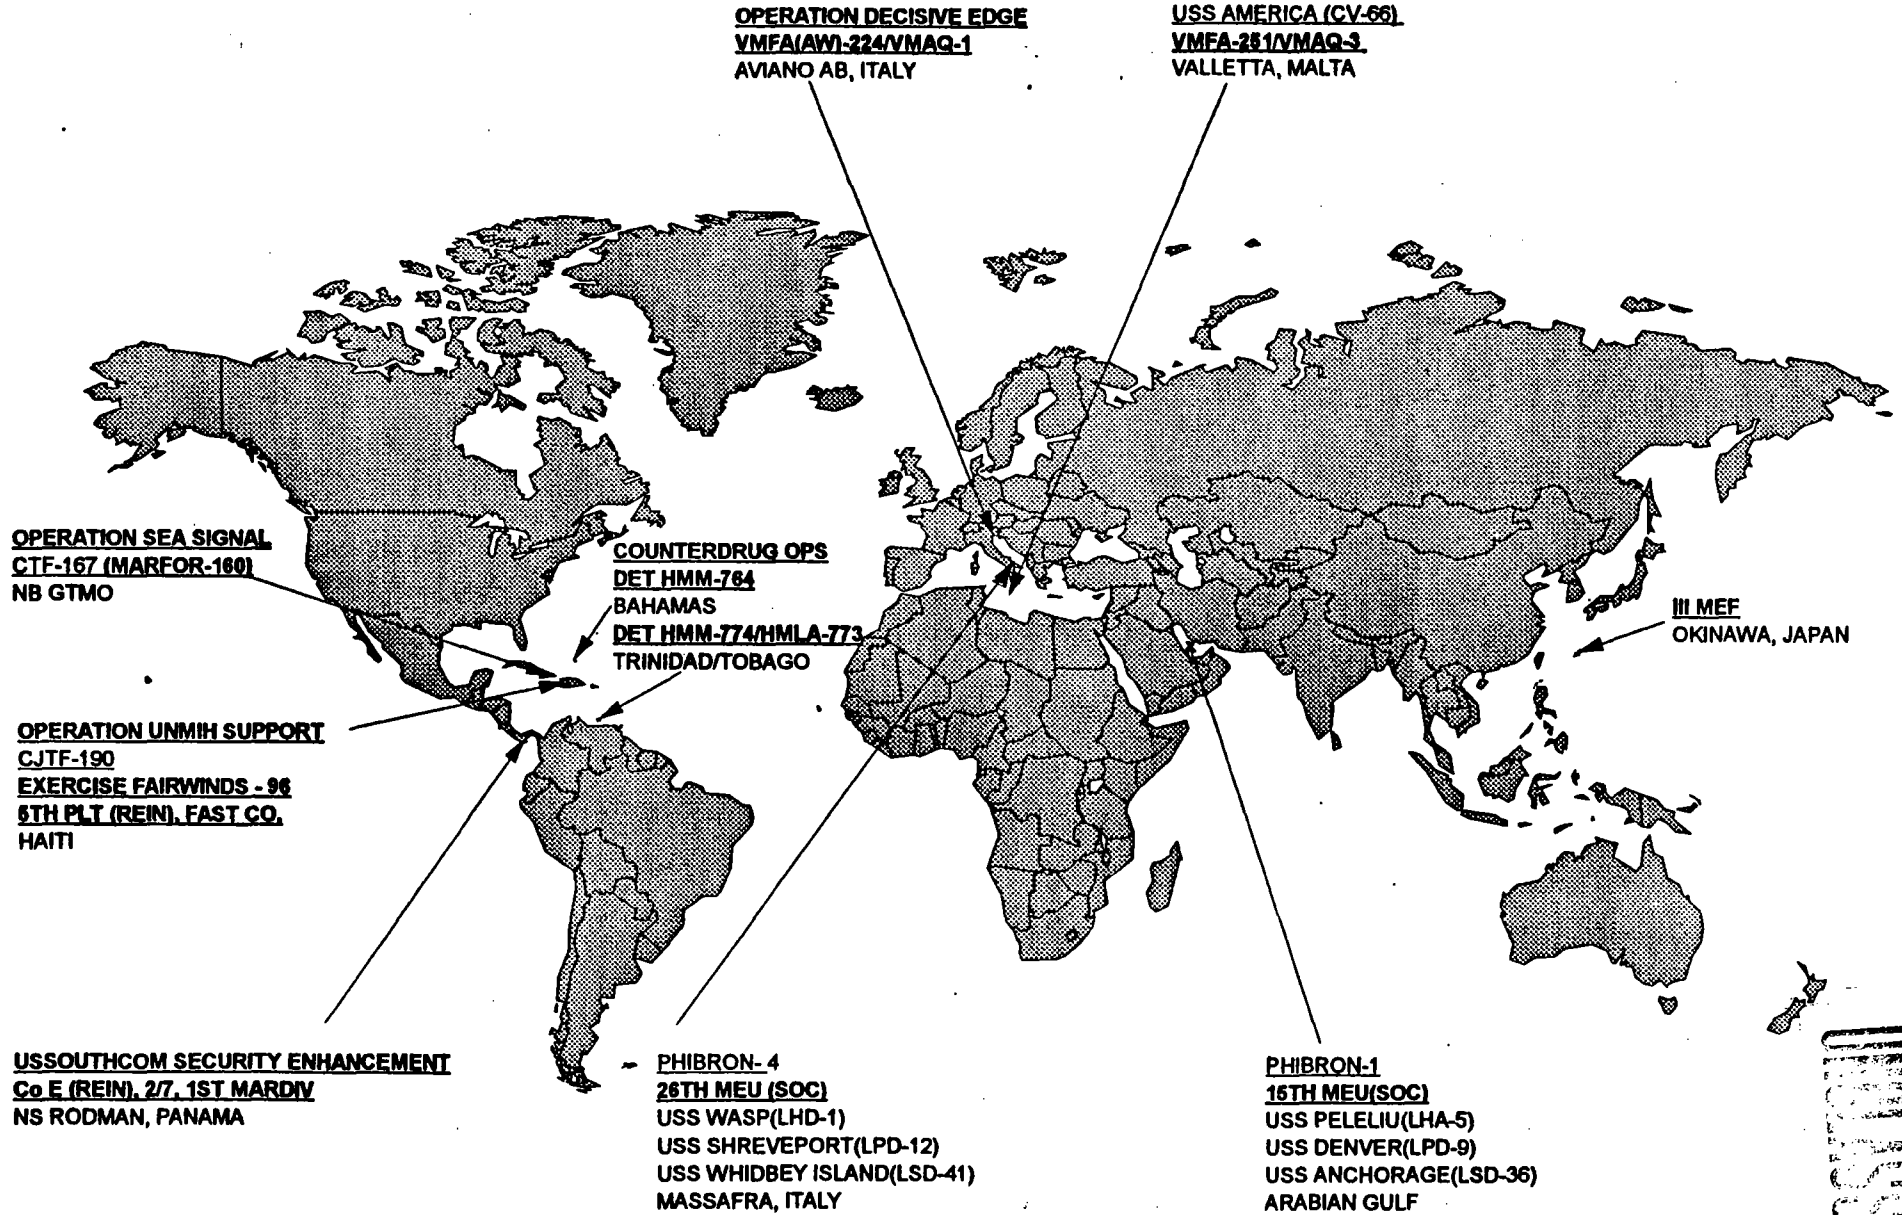 OPERATION DECISIVE EDGE
VMFA(AW)-224/VMAQ-1
AVIANO AB, ITALY
USS AMERICA (CV-66)
VMFA-251/VMAQ-3
VALLETTA, MALTA
OPERATION SEA SIGNAL
CTF-167 (MARFOR-160)
NB GTMO
COUNTERDRUG OPS
DET HMM-764
BAHAMAS
DET HMM-774/HMLA-773
TRINIDAD/TOBAGO
III MEF
OKINAWA, JAPAN
OPERATION UNMIH SUPPORT
CJTF-190
EXERCISE FAIRWINDS - 96
5TH PLT (REIN), FAST CO,
HAITI
USSOUTHCOM SECURITY ENHANCEMENT
Co E (REIN), 2/7, 1ST MARDIV
NS RODMAN, PANAMA
PHIBRON- 4
26TH MEU (SOC)
USS WASP(LHD-1)
USS SHREVEPORT(LPD-12)
USS WHIDBEY ISLAND(LSD-41)
MASSAFRA, ITALY
PHIBRON-1
15TH MEU(SOC)
USS PELELIU(LHA-5)
USS DENVER(LPD-9)
USS ANCHORAGE(LSD-36)
ARABIAN GULF